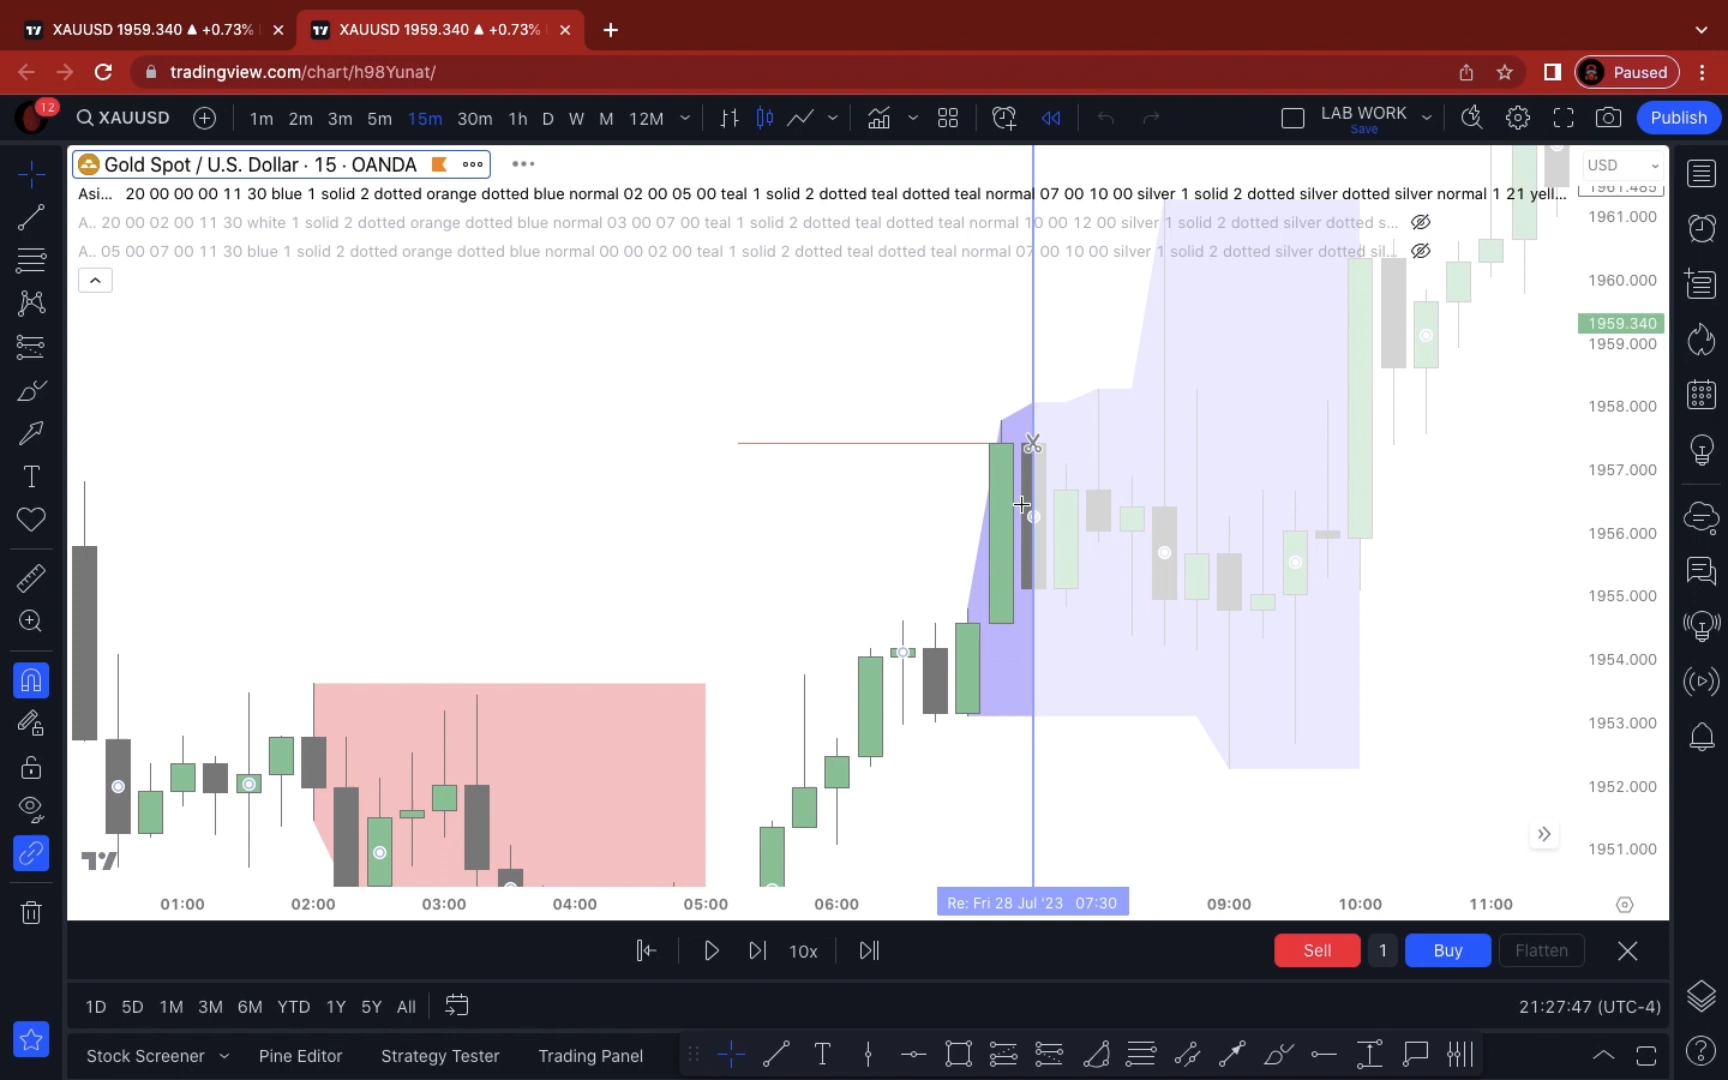 XAUUSD 1959.340 ▲ +0.73%
XAUUSD 1959.340 ▲ +0.73%
tradingview.com/chart/h98Yunat/
Paused
12
XAUUSD
1m 2m 3m 5m 15m 30m 1h D W M 12M
LAB WORK
Save
Publish
Gold Spot / U.S. Dollar · 15 · OANDA
USD
Asi... 20 00 00 00 11 30 blue 1 solid 2 dotted orange dotted blue normal 02 00 05 00 teal 1 solid 2 dotted teal dotted teal normal 07 00 10 00 silver 1 solid 2 dotted silver dotted silver normal 1 21 yell...
A.. 20 00 02 00 11 30 white 1 solid 2 dotted orange dotted blue normal 03 00 07 00 teal 1 solid 2 dotted teal dotted teal normal 10 00 12 00 silver 1 solid 2 dotted silver dotted s...
A.. 05 00 07 00 11 30 blue 1 solid 2 dotted orange dotted blue normal 00 00 02 00 teal 1 solid 2 dotted teal dotted teal normal 07 00 10 00 silver 1 solid 2 dotted silver dotted sil...
1961.485
1961.000
1960.000
1959.340
1959.000
1958.000
1957.000
1956.000
1955.000
1954.000
1953.000
1952.000
1951.000
01:00 02:00 03:00 04:00 05:00 06:00 Re: Fri 28 Jul '23 07:30 09:00 10:00 11:00
10x
Sell 1 Buy Flatten
1D 5D 1M 3M 6M YTD 1Y 5Y All
21:27:47 (UTC-4)
Stock Screener Pine Editor Strategy Tester Trading Panel